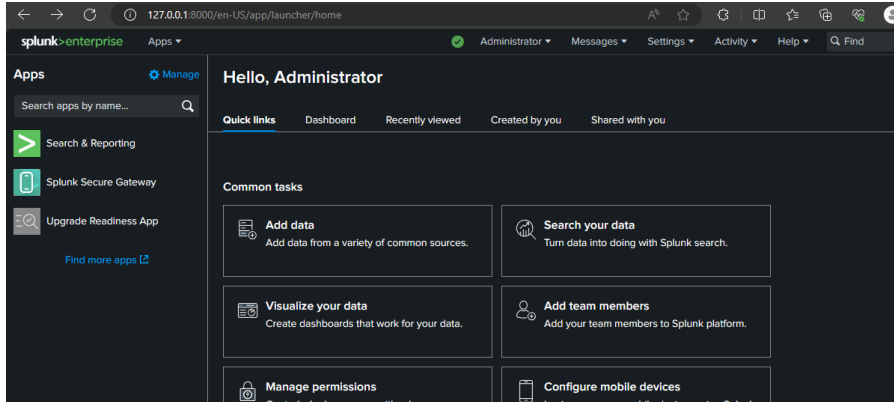 127.0.0.1:8000/en-US/app/launcher/home
splunk>enterprise Apps Administrator Messages Settings Activity Help Find
Apps Manage
Search apps by name...
Search & Reporting
Splunk Secure Gateway
Upgrade Readiness App
Find more apps
Hello, Administrator
Quick links Dashboard Recently viewed Created by you Shared with you
Common tasks
Add data
Add data from a variety of common sources.
Search your data
Turn data into doing with Splunk search.
Visualize your data
Create dashboards that work for your data.
Add team members
Add your team members to Splunk platform.
Manage permissions
Configure mobile devices